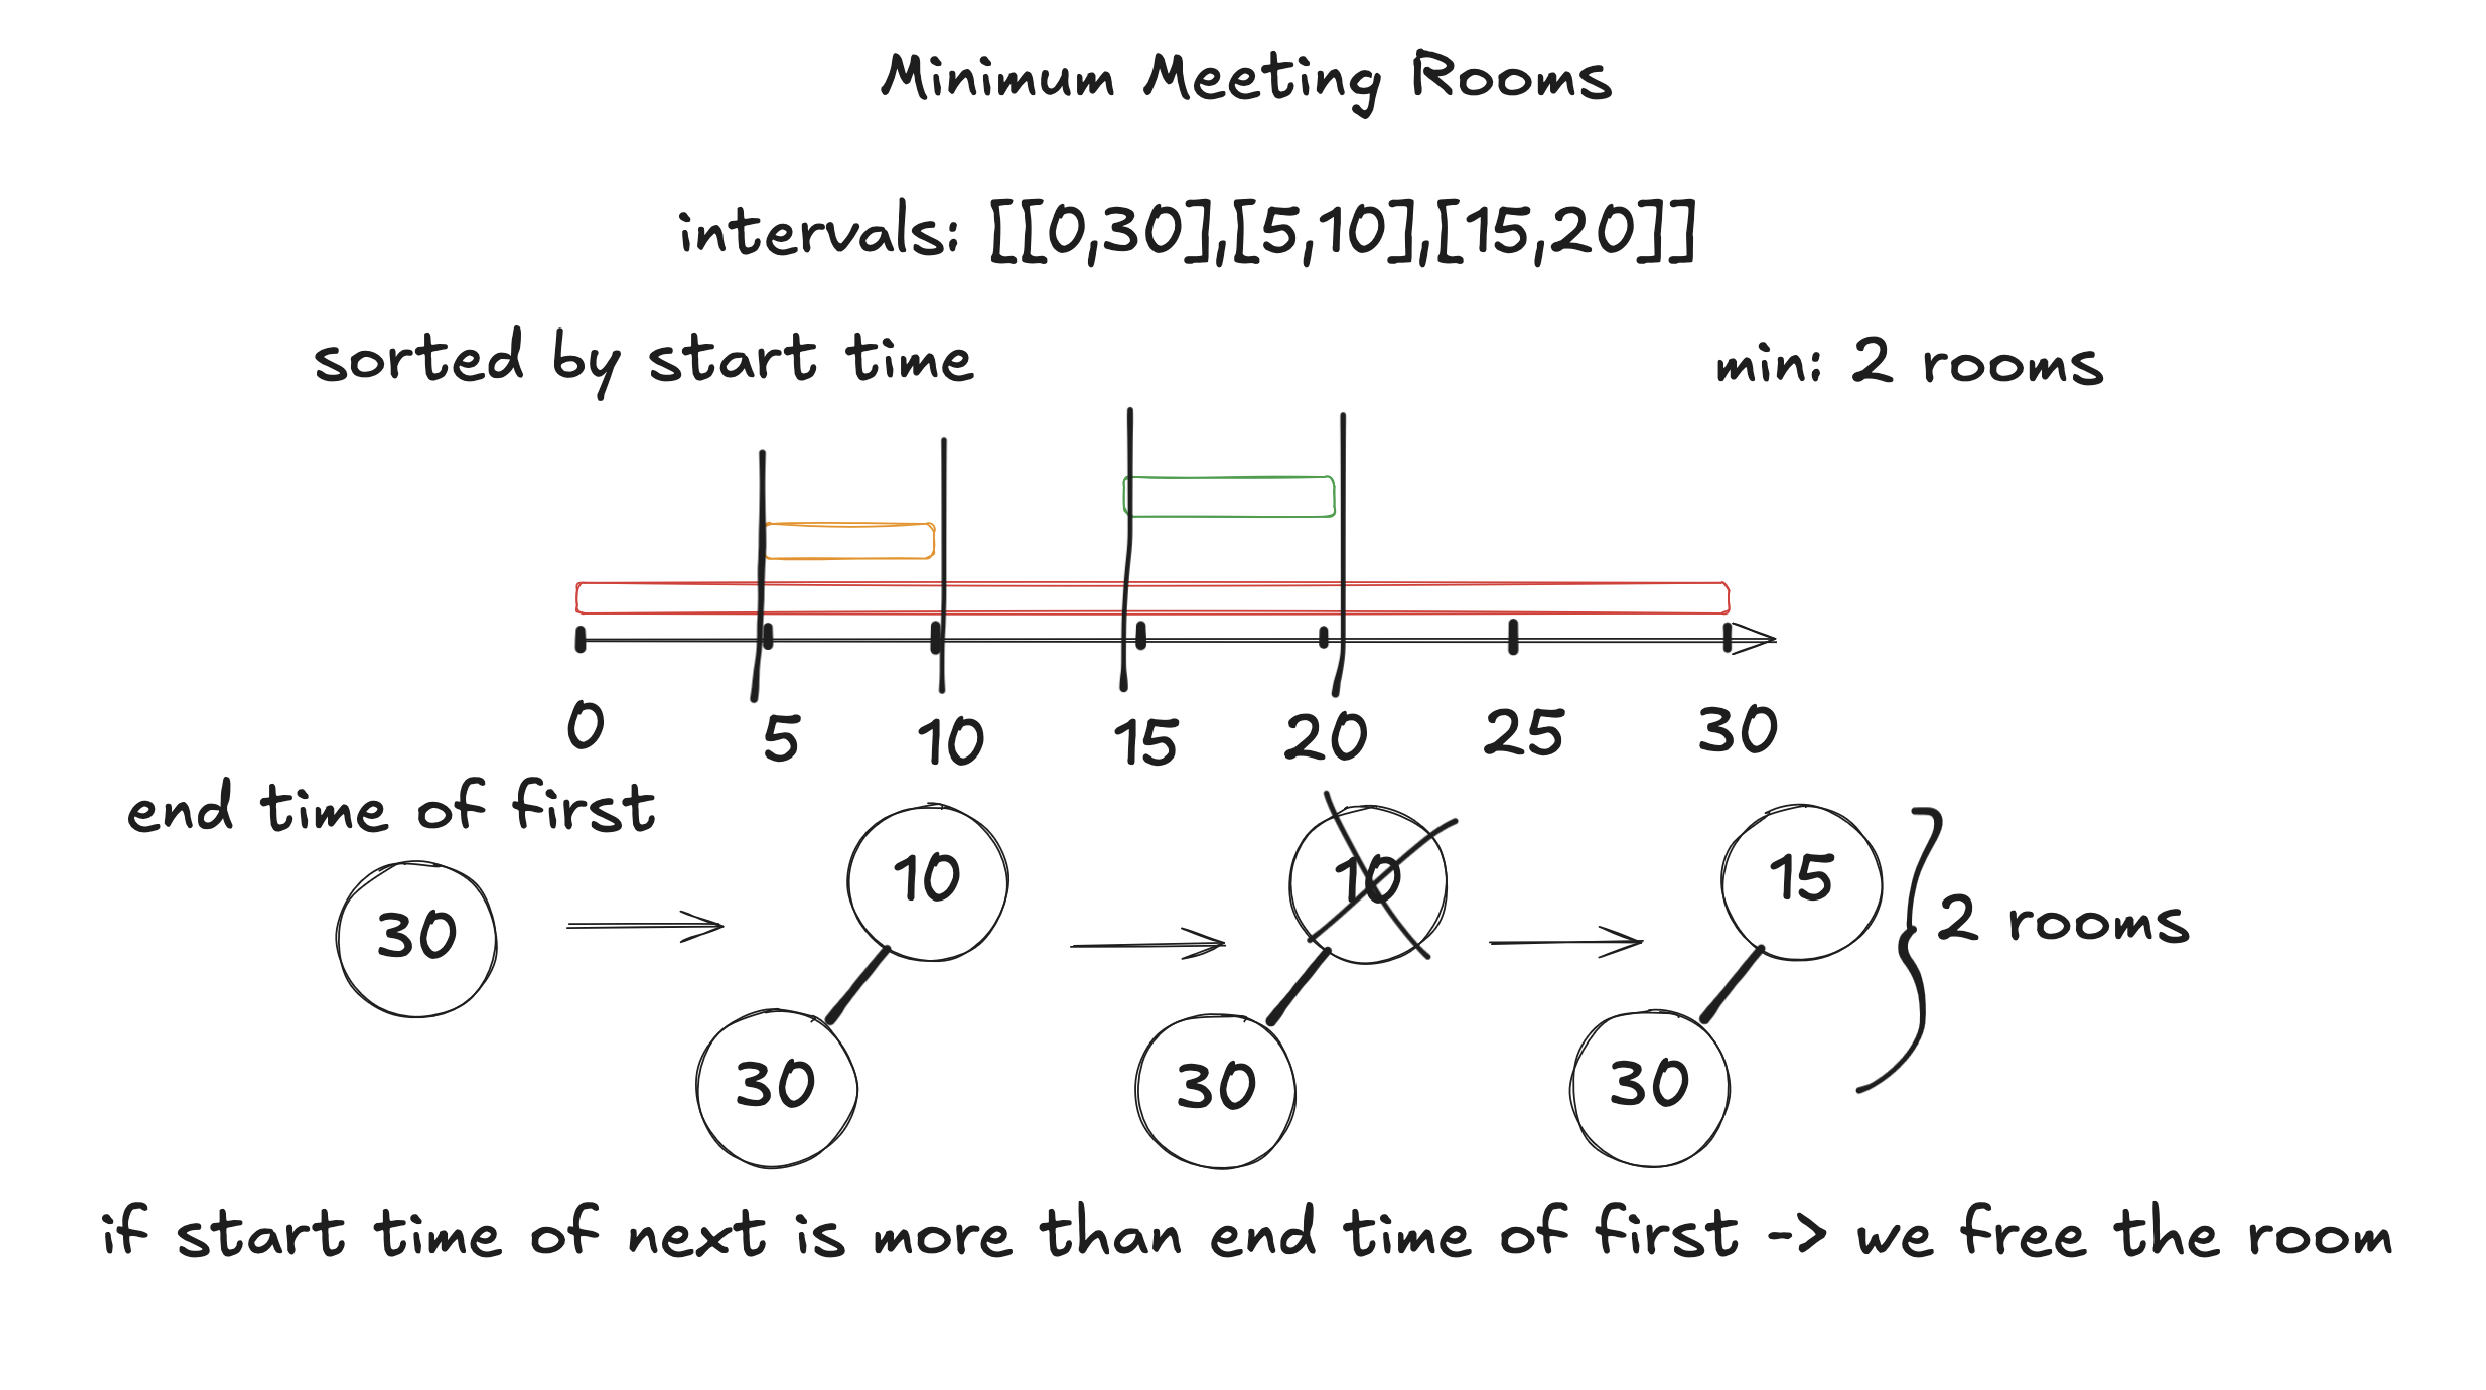 Minimum Meeting Rooms
intervals: [[0,30],[5,10],[15,20]]
sorted by start time
min: 2 rooms
0 5 10 15 20 25 30
end time of first
30
10
30
10
30
15
30
2 rooms
if start time of next is more than end time of first -> we free the room